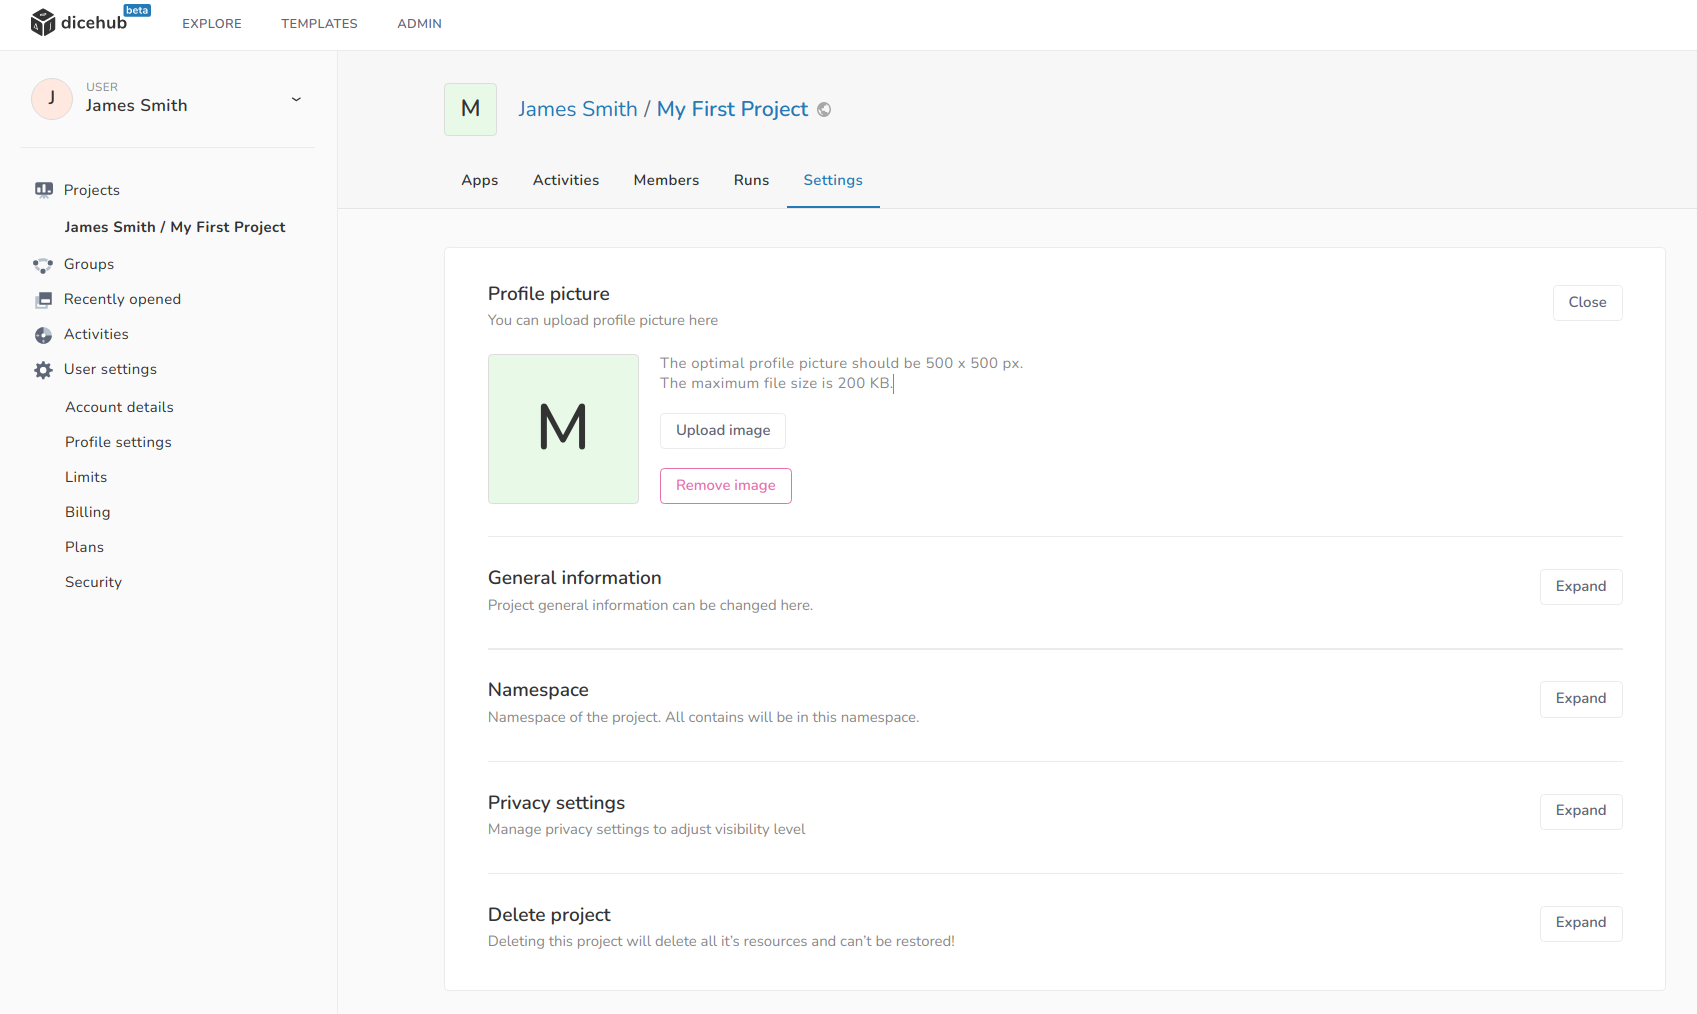 dicehub beta EXPLORE TEMPLATES ADMIN
J
USER
James Smith
Projects
James Smith / My First Project
Groups
Recently opened
Activities
User settings
Account details
Profile settings
Limits
Billing
Plans
Security
M
James Smith / My First Project
Apps Activities Members Runs Settings
Profile picture
You can upload profile picture here
Close
M
The optimal profile picture should be 500 x 500 px.
The maximum file size is 200 KB.
Upload image
Remove image
General information
Project general information can be changed here.
Expand
Namespace
Namespace of the project. All contains will be in this namespace.
Expand
Privacy settings
Manage privacy settings to adjust visibility level
Expand
Delete project
Deleting this project will delete all it’s resources and can’t be restored!
Expand